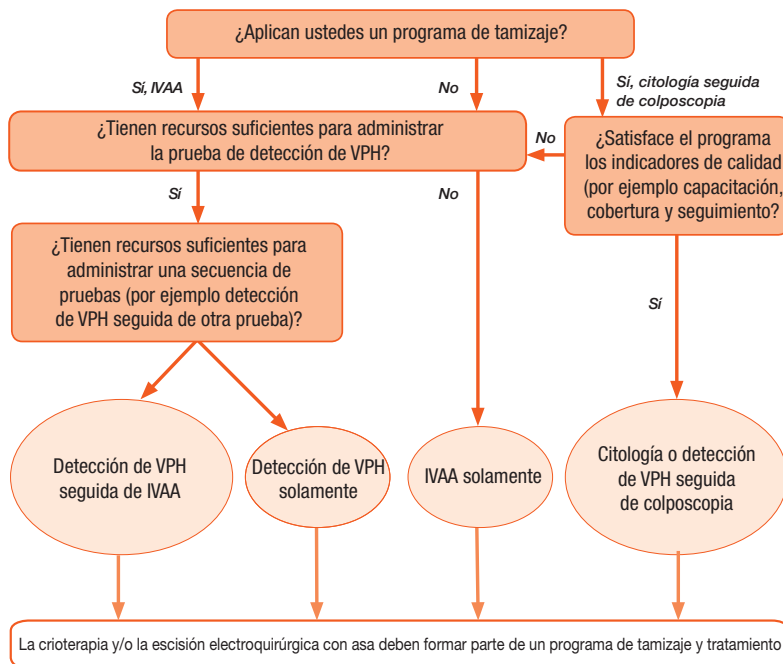 ¿Aplican ustedes un programa de tamizaje?
Sí, IVAA
No
Sí, citología seguida
de colposcopia
¿Tienen recursos suficientes para administrar
la prueba de detección de VPH?
No
¿Satisface el programa
los indicadores de calidad
(por ejemplo capacitación,
cobertura y seguimiento?
Sí
No
¿Tienen recursos suficientes para
administrar una secuencia de
pruebas (por ejemplo detección
de VPH seguida de otra prueba)?
Sí
Detección de VPH
seguida de IVAA
Detección de VPH
solamente
IVAA solamente
Citología o detección
de VPH seguida
de colposcopia
La crioterapia y/o la escisión electroquirúrgica con asa deben formar parte de un programa de tamizaje y tratamiento